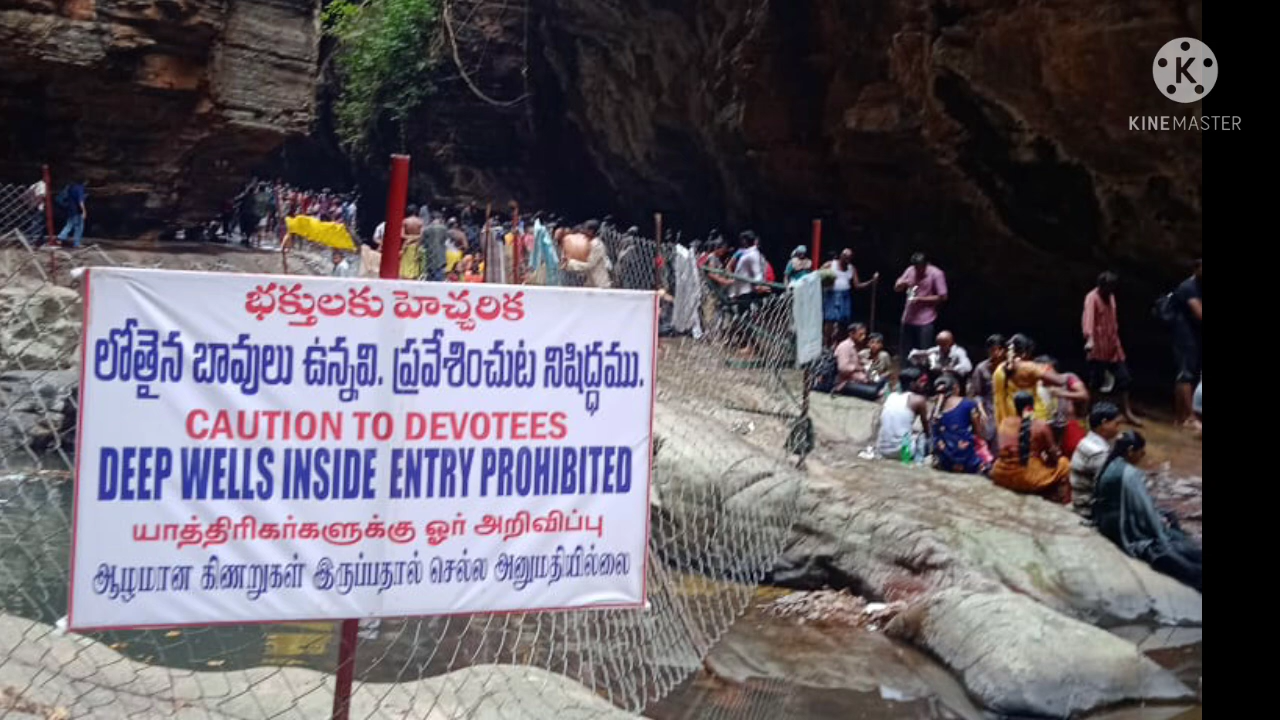 KINEMASTER
భక్తులకు హెచ్చరిక
లోతైన బావులు ఉన్నవి. ప్రవేశించుట నిషిద్ధము.
CAUTION TO DEVOTEES
DEEP WELLS INSIDE ENTRY PROHIBITED
யாத்திரிகர்களுக்கு ஓர் அறிவிப்பு
ஆழமான கிணறுகள் இருப்பதால் செல்ல அனுமதியில்லை